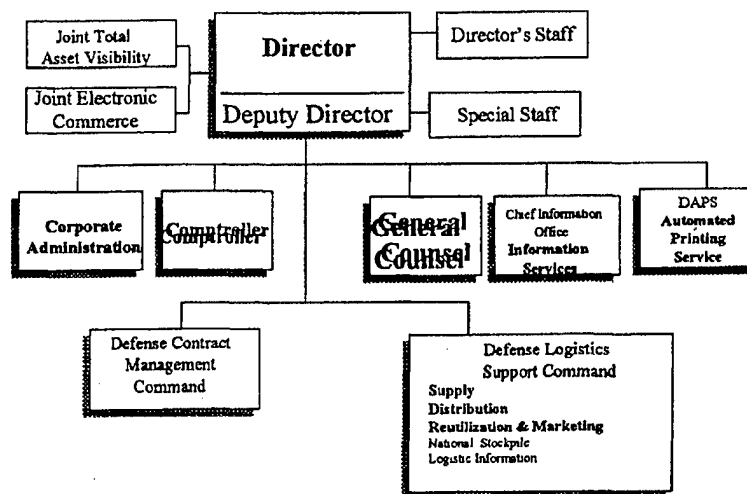 Joint Total
Asset Visibility
Joint Electronic
Commerce
Director
Deputy Director
Director's Staff
Special Staff
Corporate
Administration
Comptroller
General
Counsel
Chief Information
Office
Information
Services
DAPS
Automated
Printing
Service
Defense Contract
Management
Command
Defense Logistics
Support Command
Supply
Distribution
Reutilization & Marketing
National Stockpile
Logistic Information